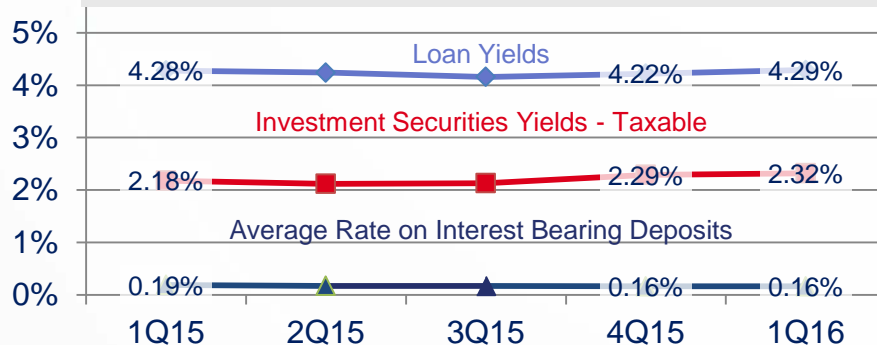 5%
Loan Yields
4.28% 4.22% 4.29%
4%
Investment Securities Yields - Taxable
3%
2.18% 2.29% 2.32%
2%
Average Rate on Interest Bearing Deposits
1%
0.19% 0.16% 0.16%
0%
1Q15 2Q15 3Q15 4Q15 1Q16